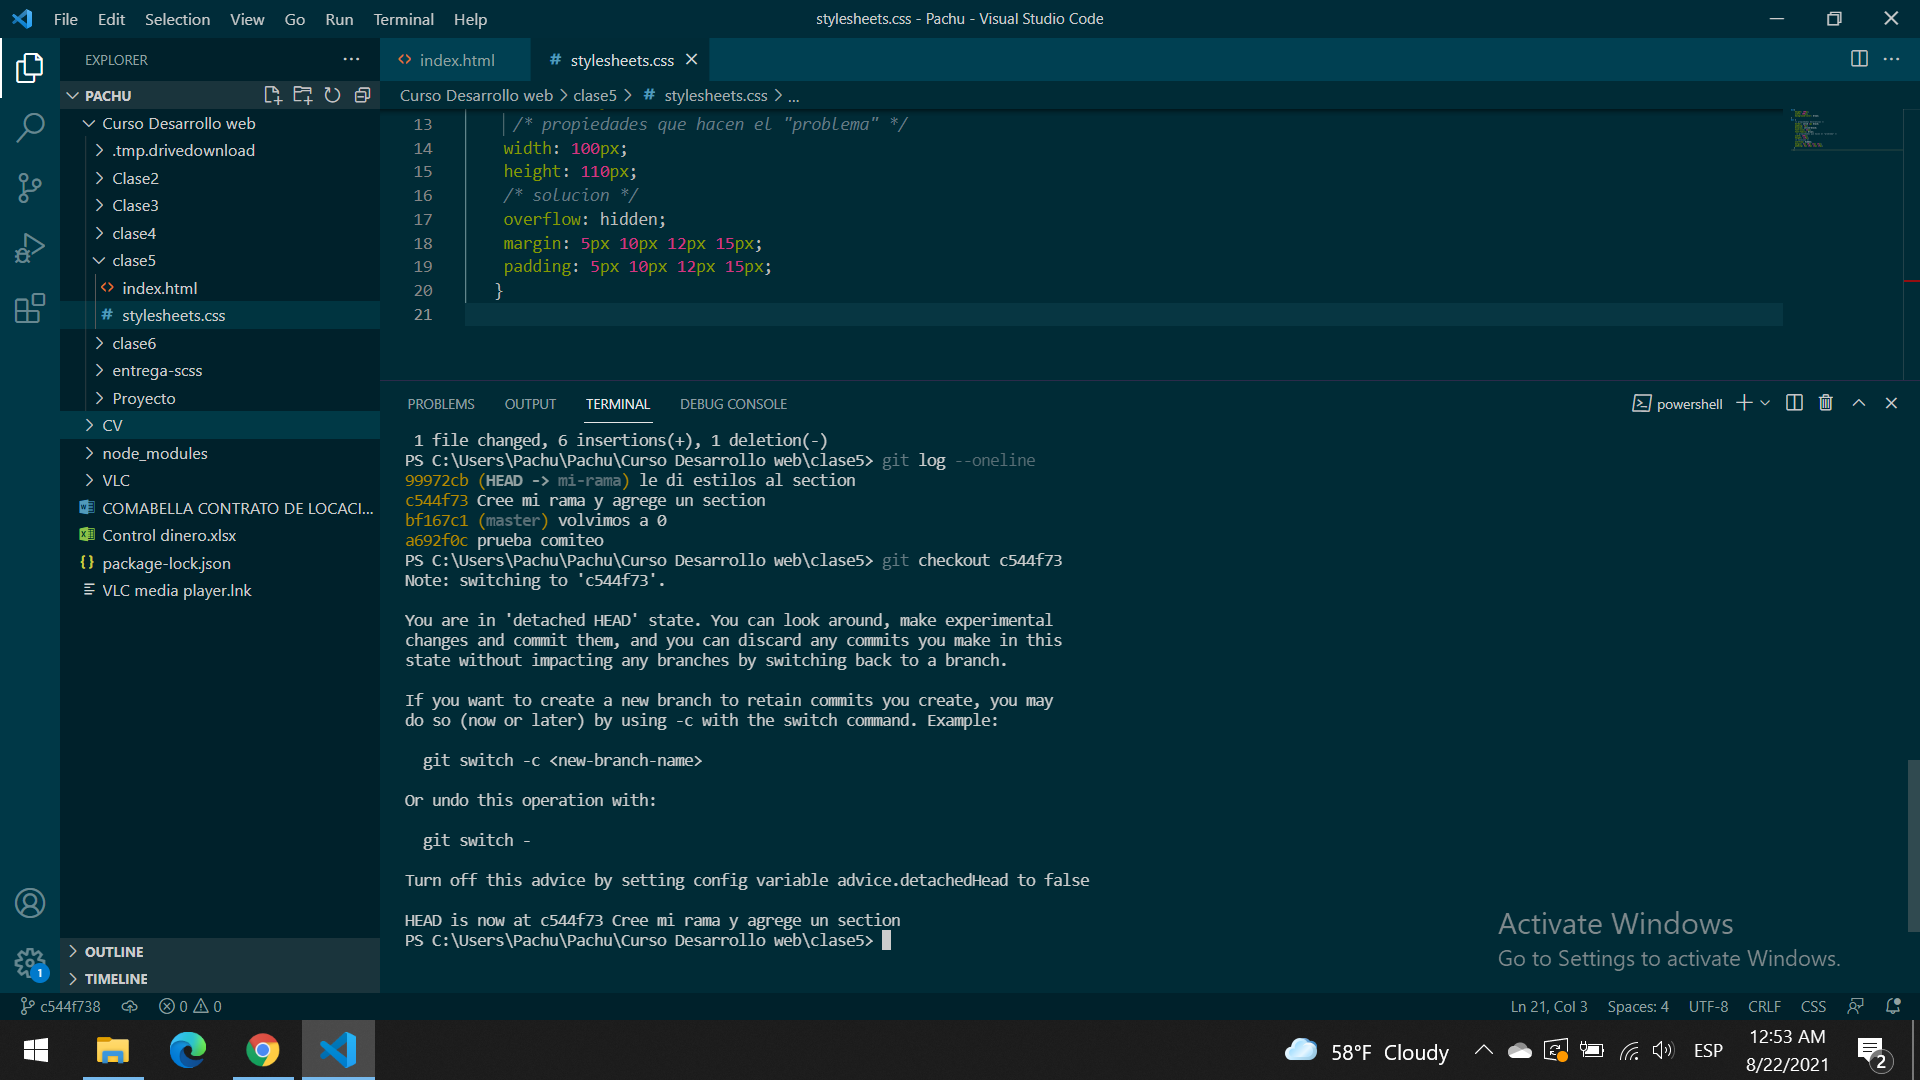 File Edit Selection View Go Run Terminal Help
stylesheets.css - Pachu - Visual Studio Code
EXPLORER
PACHU
Curso Desarrollo web
.tmp.drivedownload
Clase2
Clase3
clase4
clase5
index.html
stylesheets.css
clase6
entrega-scss
Proyecto
CV
node_modules
VLC
COMABELLA CONTRATO DE LOCACI...
Control dinero.xlsx
package-lock.json
VLC media player.lnk
OUTLINE
TIMELINE
index.html
stylesheets.css
Curso Desarrollo web > clase5 > # stylesheets.css > ...
13 /* propiedades que hacen el "problema" */
14 width: 100px;
15 height: 110px;
16 /* solucion */
17 overflow: hidden;
18 margin: 5px 10px 12px 15px;
19 padding: 5px 10px 12px 15px;
20 }
21
PROBLEMS OUTPUT TERMINAL DEBUG CONSOLE
powershell
1 file changed, 6 insertions(+), 1 deletion(-)
PS C:\Users\Pachu\Pachu\Curso Desarrollo web\clase5> git log --oneline
99972cb (HEAD -> mi-rama) le di estilos al section
c544f73 Cree mi rama y agrege un section
bf167c1 (master) volvimos a 0
a692f0c prueba comiteo
PS C:\Users\Pachu\Pachu\Curso Desarrollo web\clase5> git checkout c544f73
Note: switching to 'c544f73'.
You are in 'detached HEAD' state. You can look around, make experimental
changes and commit them, and you can discard any commits you make in this
state without impacting any branches by switching back to a branch.
If you want to create a new branch to retain commits you create, you may
do so (now or later) by using -c with the switch command. Example:
git switch -c <new-branch-name>
Or undo this operation with:
git switch -
Turn off this advice by setting config variable advice.detachedHead to false
HEAD is now at c544f73 Cree mi rama y agrege un section
PS C:\Users\Pachu\Pachu\Curso Desarrollo web\clase5>
Activate Windows
Go to Settings to activate Windows.
1
c544f738 0 0
Ln 21, Col 3 Spaces: 4 UTF-8 CRLF CSS
58°F Cloudy
ESP
12:53 AM
8/22/2021
2